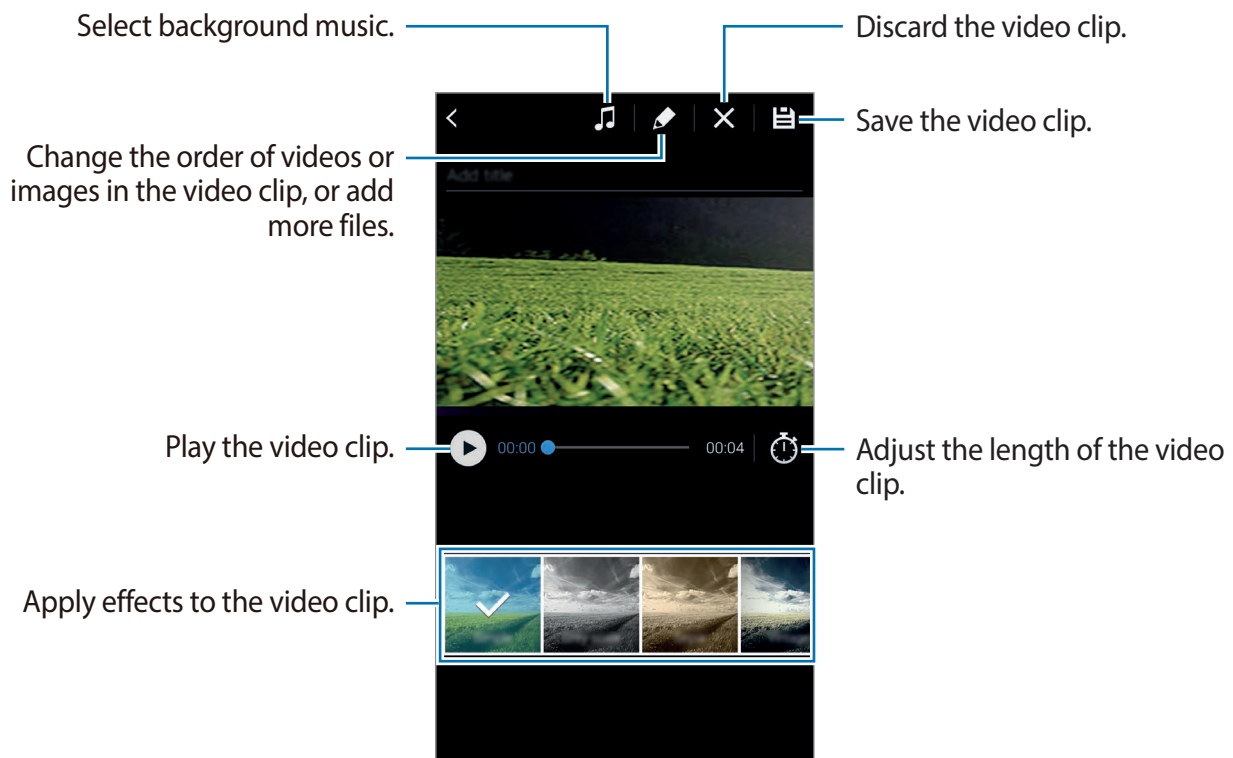 Select background music.
Discard the video clip.
Save the video clip.
Change the order of videos or
images in the video clip, or add
more files.
Add title
Play the video clip.
00:00
00:04
Adjust the length of the video
clip.
Apply effects to the video clip.